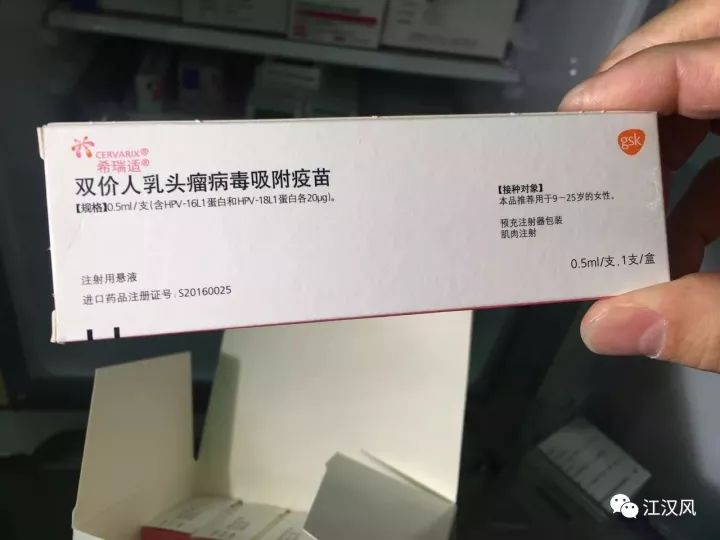 CERVARIX®
希瑞适®
gsk
双价人乳头瘤病毒吸附疫苗
【规格】0.5ml/支(含HPV-16L1蛋白和HPV-18L1蛋白各20μg)。
【接种对象】
本品推荐用于9-25岁的女性。
预充注射器包装
肌肉注射
0.5ml/支,1支/盒
注射用悬液
进口药品注册证号:S20160025
江汉风